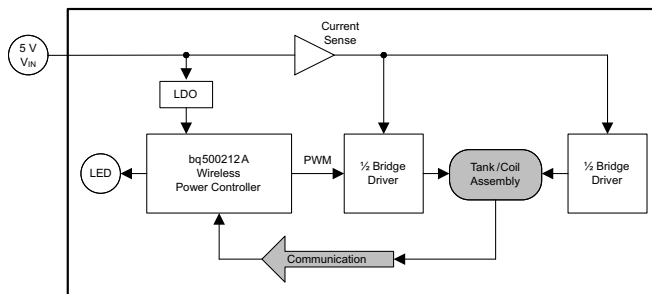 Current
Sense
5 V
VIN
LDO
bq500212A
Wireless
Power Controller
LED
PWM
½ Bridge
Driver
Tank/Coil
Assembly
½ Bridge
Driver
Communication